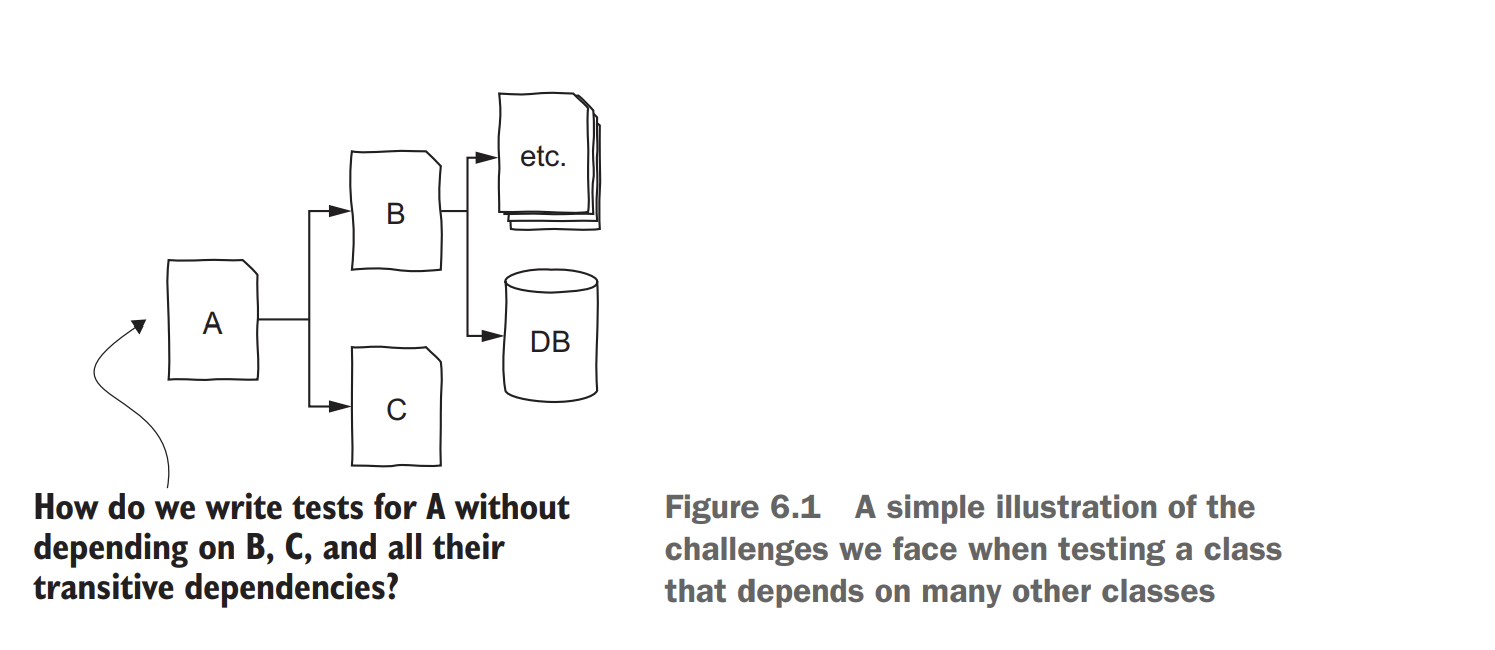 etc.
B
A
DB
C
How do we write tests for A without
depending on B, C, and all their
transitive dependencies?
Figure 6.1 A simple illustration of the
challenges we face when testing a class
that depends on many other classes